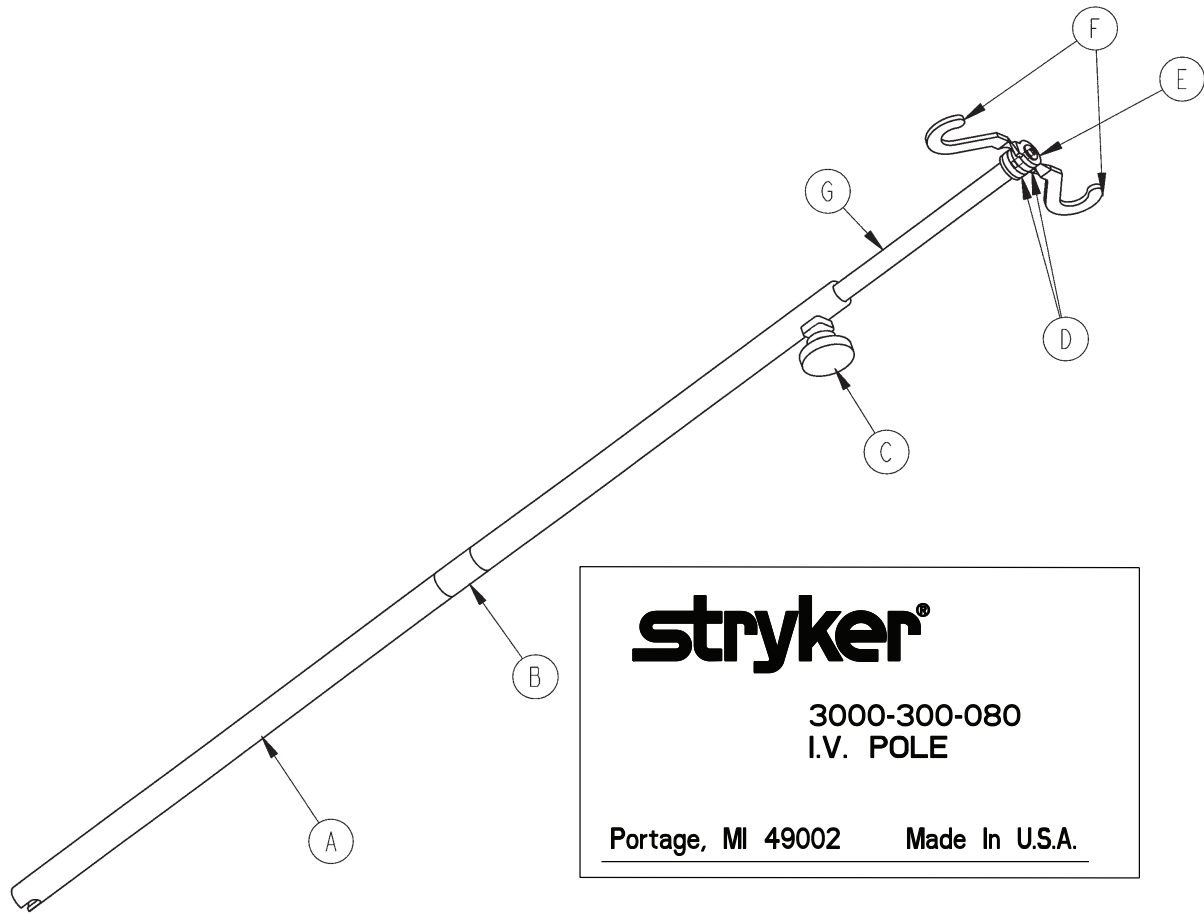 F
E
G
D
C
B
A
stryker®
3000-300-080
I.V. POLE
Portage, MI 49002 Made In U.S.A.